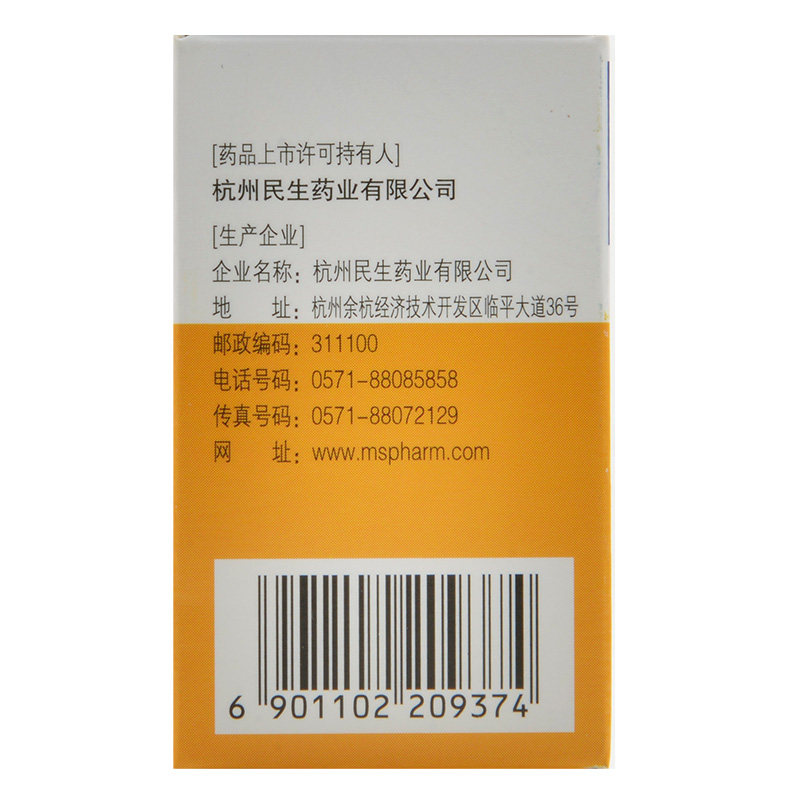 [药品上市许可持有人]
杭州民生药业有限公司
[生产企业]
企业名称：杭州民生药业有限公司
地 址：杭州余杭经济技术开发区临平大道36号
邮政编码：311100
电话号码：0571-88085858
传真号码：0571-88072129
网 址：www.mspharm.com
6 901102 209374